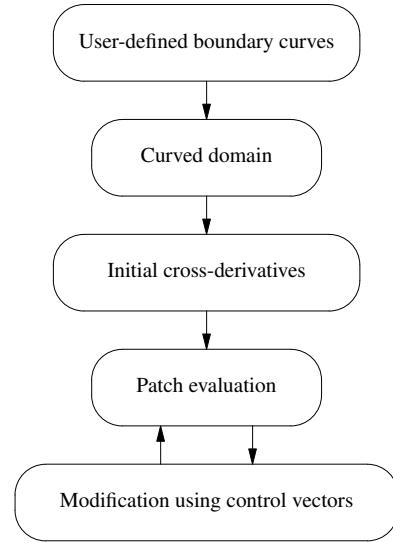 User-defined boundary curves
Curved domain
Initial cross-derivatives
Patch evaluation
Modification using control vectors